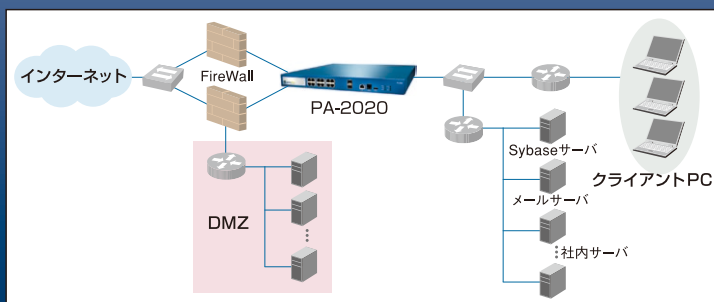 インターネット
FireWall
PA-2020
DMZ
Sybaseサーバ
メールサーバ
社内サーバ
クライアントPC